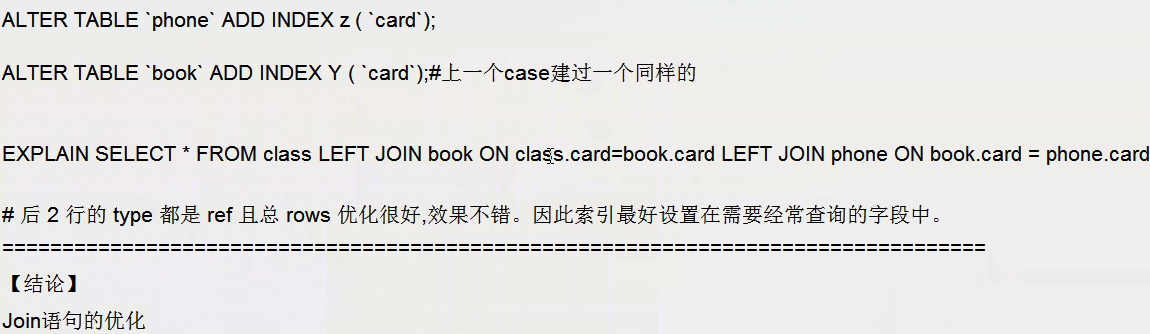 ALTER TABLE `phone` ADD INDEX z ( `card`);
ALTER TABLE `book` ADD INDEX Y ( `card`);#上一个case建过一个同样的
EXPLAIN SELECT * FROM class LEFT JOIN book ON class.card=book.card LEFT JOIN phone ON book.card = phone.card
# 后 2 行的 type 都是 ref 且总 rows 优化很好,效果不错。因此索引最好设置在需要经常查询的字段中。
==================================================================================
【结论】
Join语句的优化